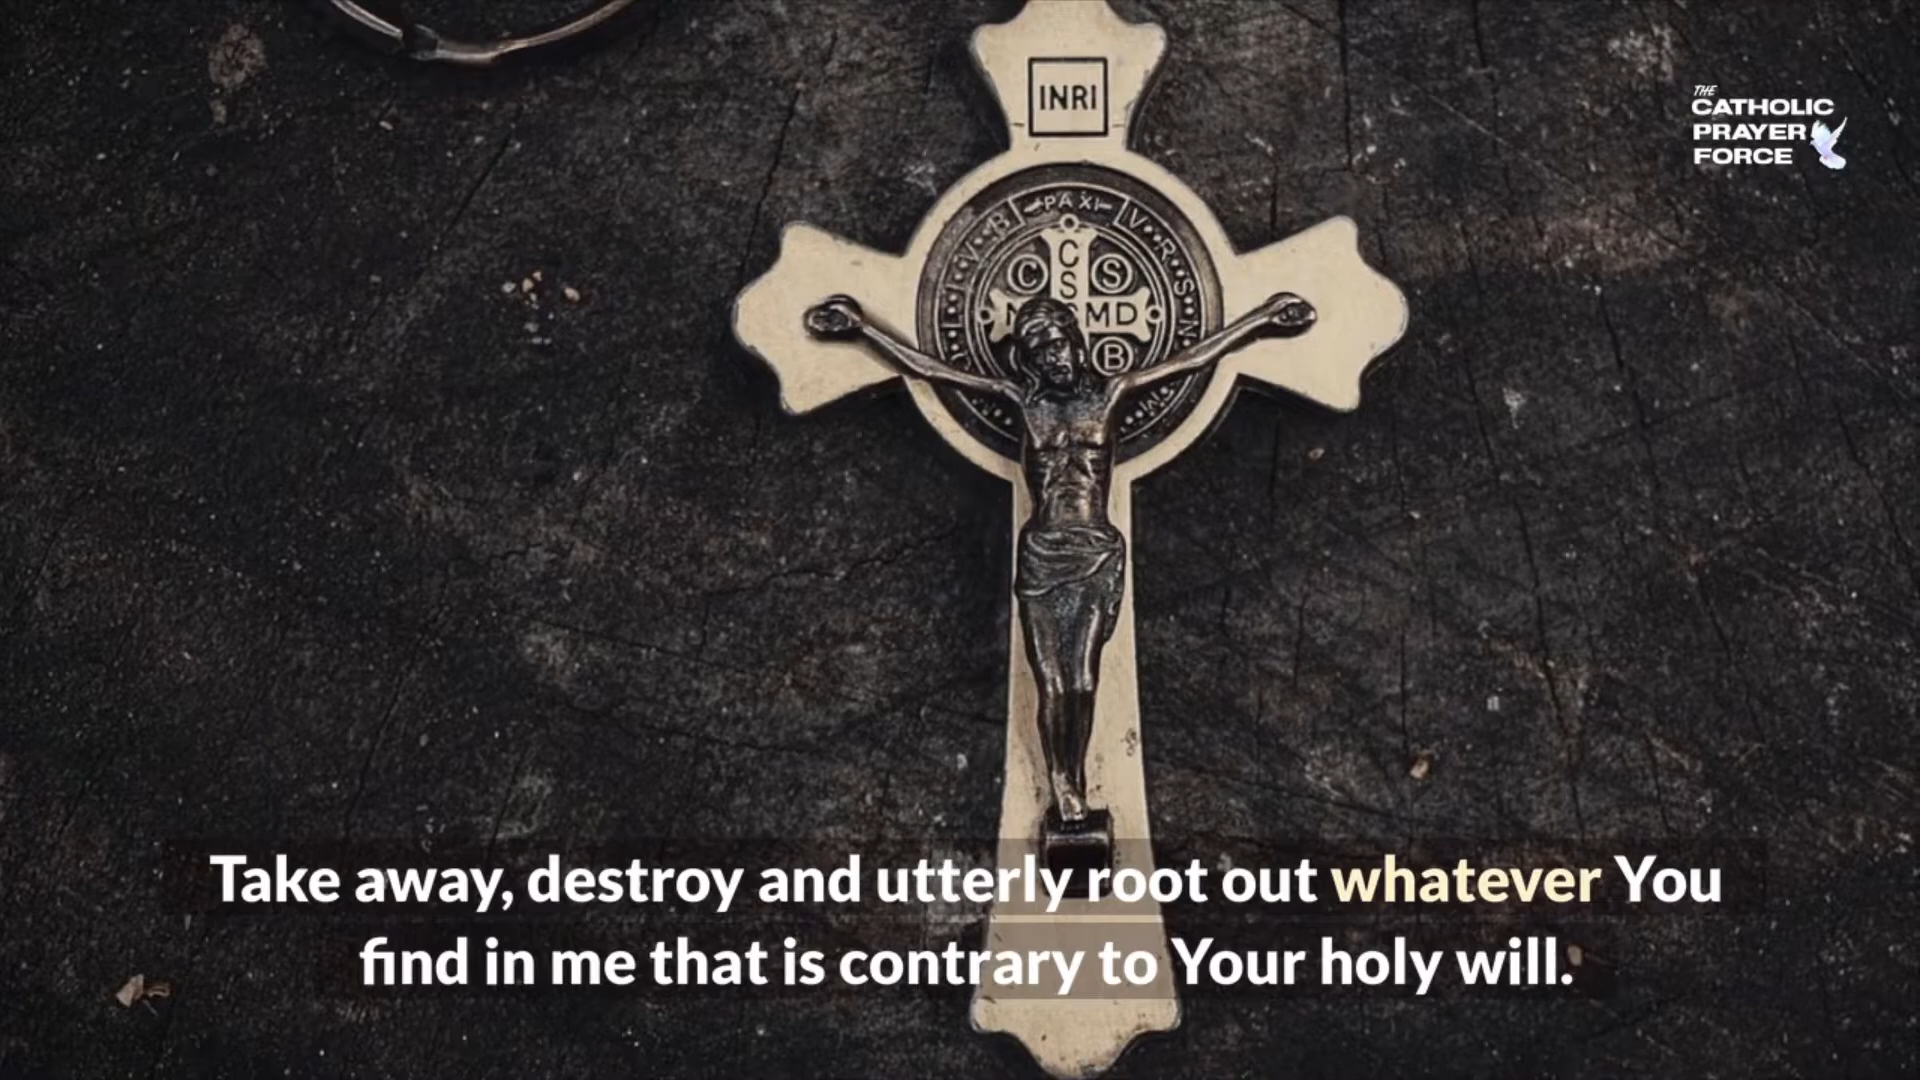 INRI
THE
CATHOLIC
PRAYER
FORCE
PAX
C
S
C
S
MD
B
Take away, destroy and utterly root out whatever You
find in me that is contrary to Your holy will.